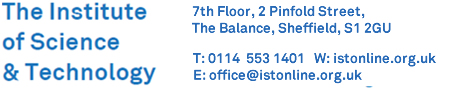 The Institute
of Science
& Technology
7th Floor, 2 Pinfold Street,
The Balance, Sheffield, S1 2GU
T: 0114 553 1401 W: istonline.org.uk
E: office@istonline.org.uk